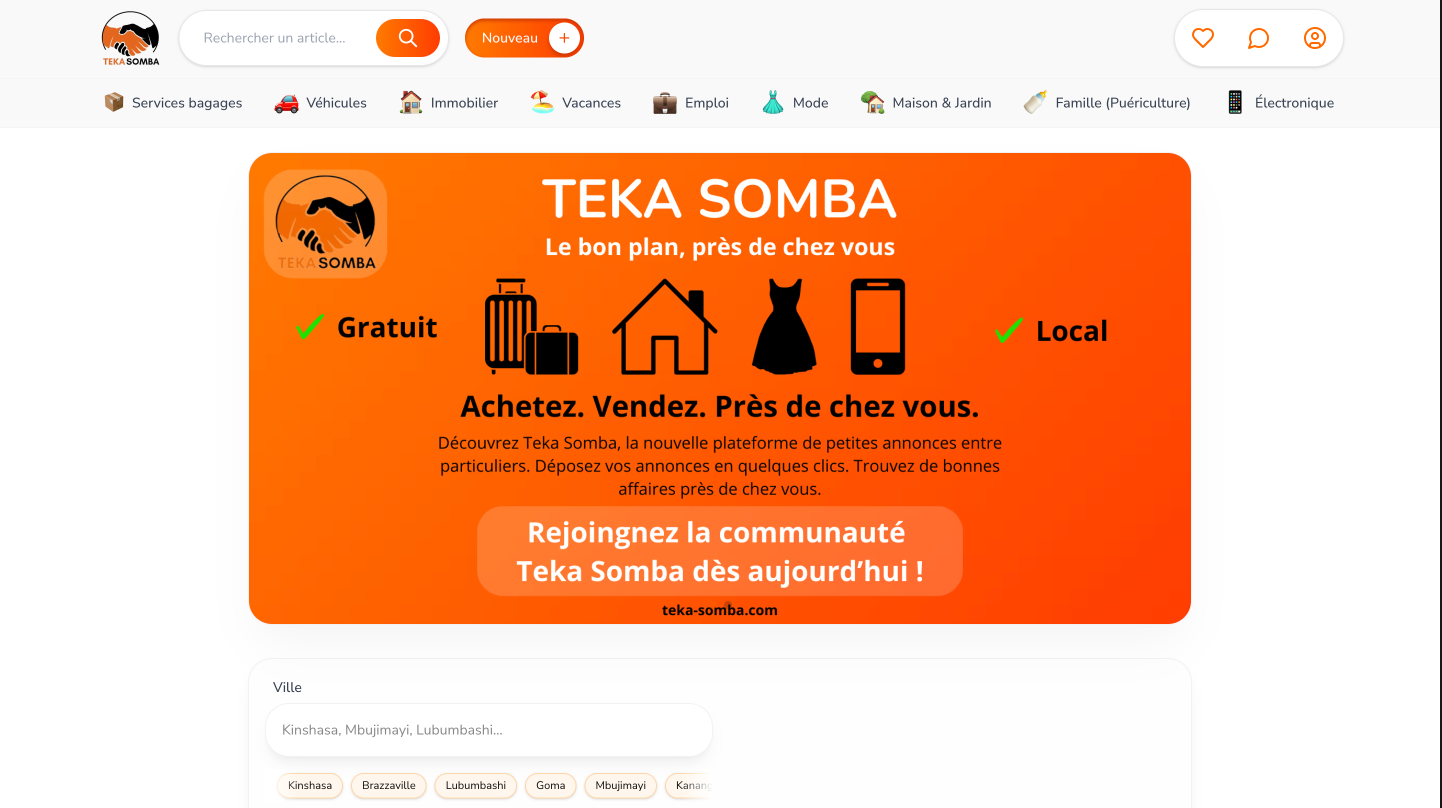 TEKA SOMBA
Rechercher un article...
Nouveau
Services bagages
Véhicules
Immobilier
Vacances
Emploi
Mode
Maison & Jardin
Famille (Puériculture)
Électronique
TEKA SOMBA
TEKA SOMBA
Le bon plan, près de chez vous
Gratuit
Local
Achetez. Vendez. Près de chez vous.
Découvrez Teka Somba, la nouvelle plateforme de petites annonces entre
particuliers. Déposez vos annonces en quelques clics. Trouvez de bonnes
affaires près de chez vous.
Rejoingnez la communauté
Teka Somba dès aujourd’hui !
teka-somba.com
Ville
Kinshasa, Mbujimayi, Lubumbashi...
Kinshasa
Brazzaville
Lubumbashi
Goma
Mbujimayi